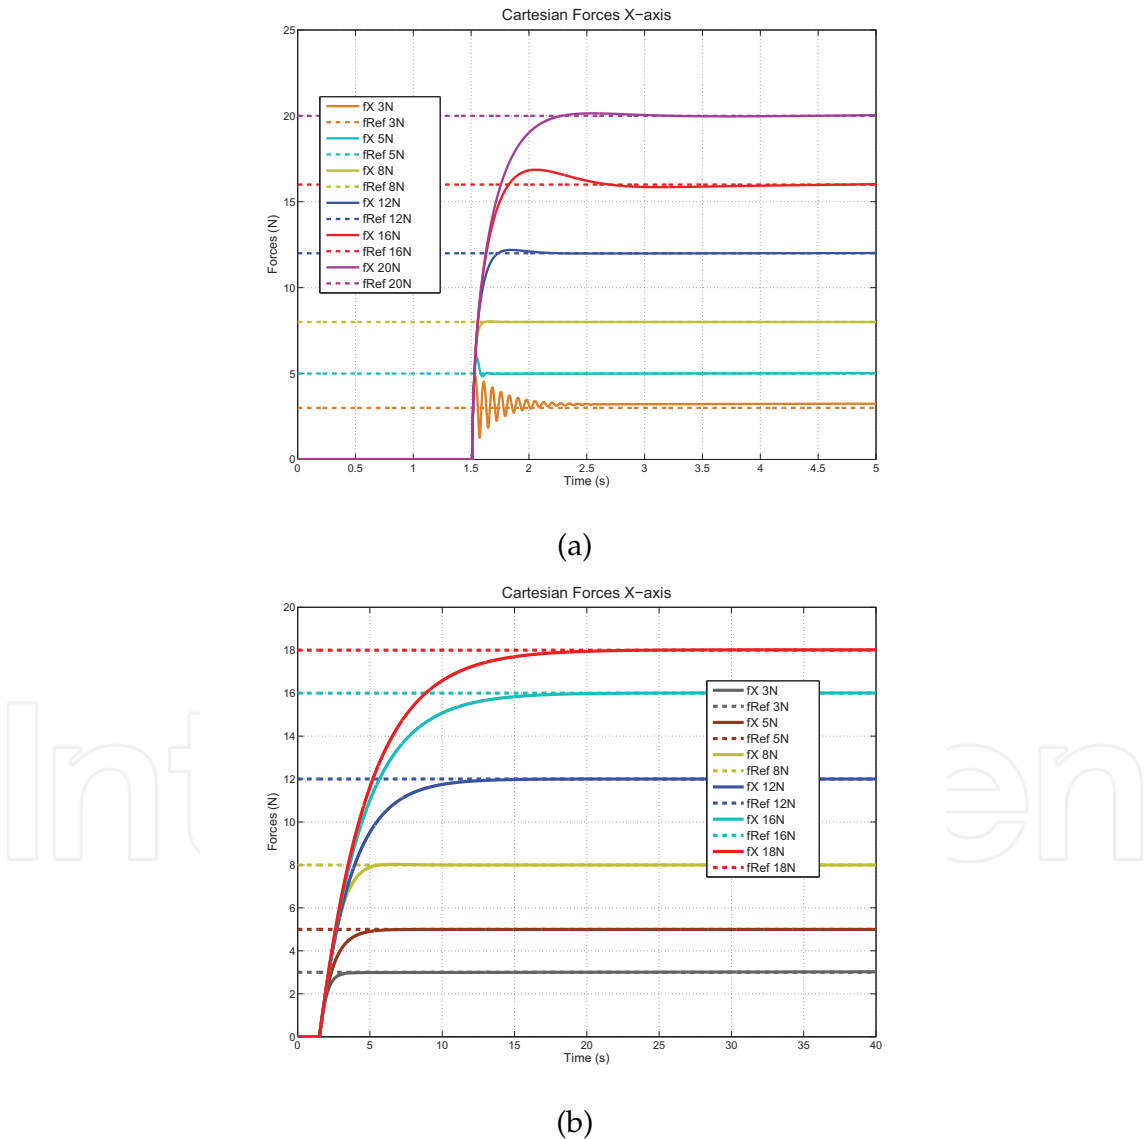 Cartesian Forces X−axis
25
20
15
10
5
0
Forces (N)
fX 3N
fRef 3N
fX 5N
fRef 5N
fX 8N
fRef 8N
fX 12N
fRef 12N
fX 16N
fRef 16N
fX 20N
fRef 20N
0 0.5 1 1.5 2 2.5 3 3.5 4 4.5 5
Time (s)
(a)
Cartesian Forces X−axis
20
18
16
14
12
10
8
6
4
2
0
Forces (N)
fX 3N
fRef 3N
fX 5N
fRef 5N
fX 8N
fRef 8N
fX 12N
fRef 12N
fX 16N
fRef 16N
fX 18N
fRef 18N
0 5 10 15 20 25 30 35 40
Time (s)
(b)
Int
en